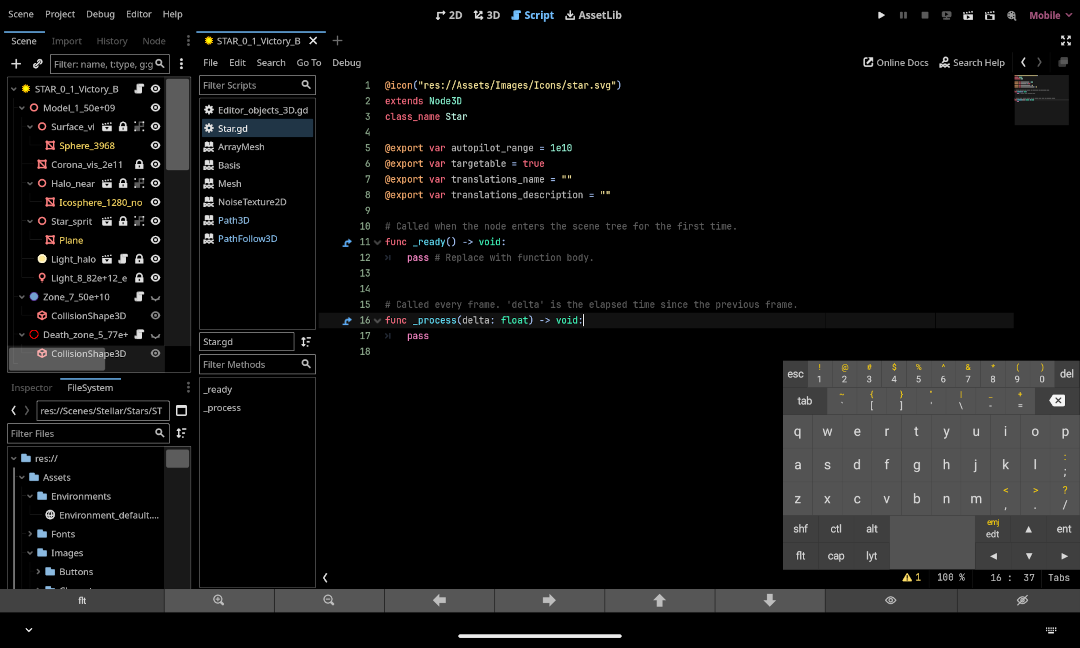 Scene Project Debug Editor Help
2D 3D Script AssetLib
Mobile
Scene Import History Node
STAR_0_1_Victory_B
Filter: name, t:type, g:g
File Edit Search Go To Debug
Online Docs Search Help
STAR_0_1_Victory_B
Model_1_50e+09
Surface_vi
Sphere_3968
Corona_vis_2e11
Halo_near
Icosphere_1280_no
Star_sprit
Plane
Light_halo
Light_8_82e+12_e
Zone_7_50e+10
CollisionShape3D
Death_zone_5_77e+
CollisionShape3D
Inspector FileSystem
res://Scenes/Stellar/Stars/ST
Filter Files
res://
Assets
Environments
Environment_default....
Fonts
Images
Buttons
Filter Scripts
Editor_objects_3D.gd
Star.gd
ArrayMesh
Basis
Mesh
NoiseTexture2D
Path3D
PathFollow3D
Star.gd
Filter Methods
_ready
_process
1 @icon("res://Assets/Images/Icons/star.svg")
2 extends Node3D
3 class_name Star
4
5 @export var autopilot_range = 1e10
6 @export var targetable = true
7 @export var translations_name = ""
8 @export var translations_description = ""
9
10 # Called when the node enters the scene tree for the first time.
11 func _ready() -> void:
12 pass # Replace with function body.
13
14
15 # Called every frame. 'delta' is the elapsed time since the previous frame.
16 func _process(delta: float) -> void:
17 pass
18
esc ! 1 @ 2 # 3 $ 4 % 5 ^ 6 & 7 * 8 ( 9 ) 0 del
tab ~ ` { [ } ] " ' | \ _ - + =
q w e r t y u i o p
a s d f g h j k l : ;
z x c v b n m < , > . ? /
shf ctl alt emj edt ▲ ent
flt cap lyt ◀ ▼ ▶
1 100 % 16 : 37 Tabs
flt